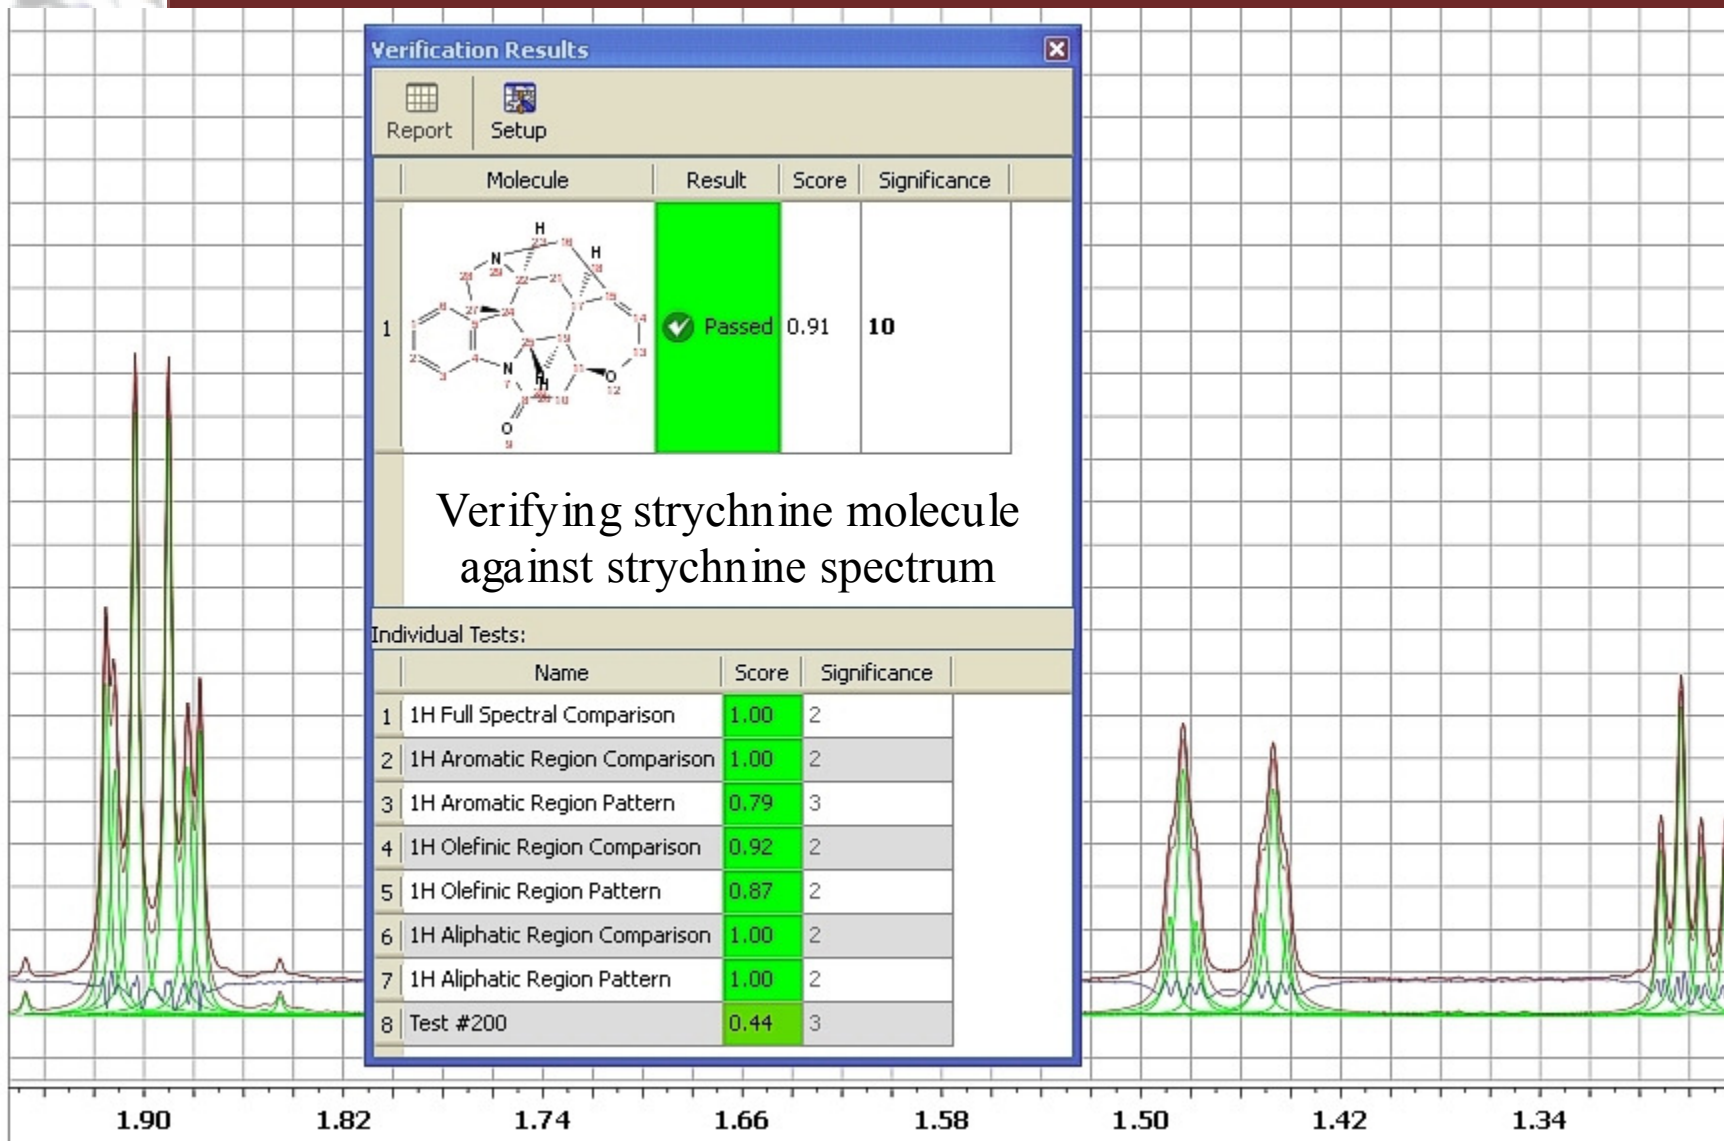 Verification Results
Report Setup
Molecule Result Score Significance
1 Passed 0.91 10
H
H
N
N
H
H
O
O
Verifying strychnine molecule
against strychnine spectrum
Individual Tests:
Name Score Significance
1 1H Full Spectral Comparison 1.00 2
2 1H Aromatic Region Comparison 1.00 2
3 1H Aromatic Region Pattern 0.79 3
4 1H Olefinic Region Comparison 0.92 2
5 1H Olefinic Region Pattern 0.87 2
6 1H Aliphatic Region Comparison 1.00 2
7 1H Aliphatic Region Pattern 1.00 2
8 Test #200 0.44 3
1.90 1.82 1.74 1.66 1.58 1.50 1.42 1.34